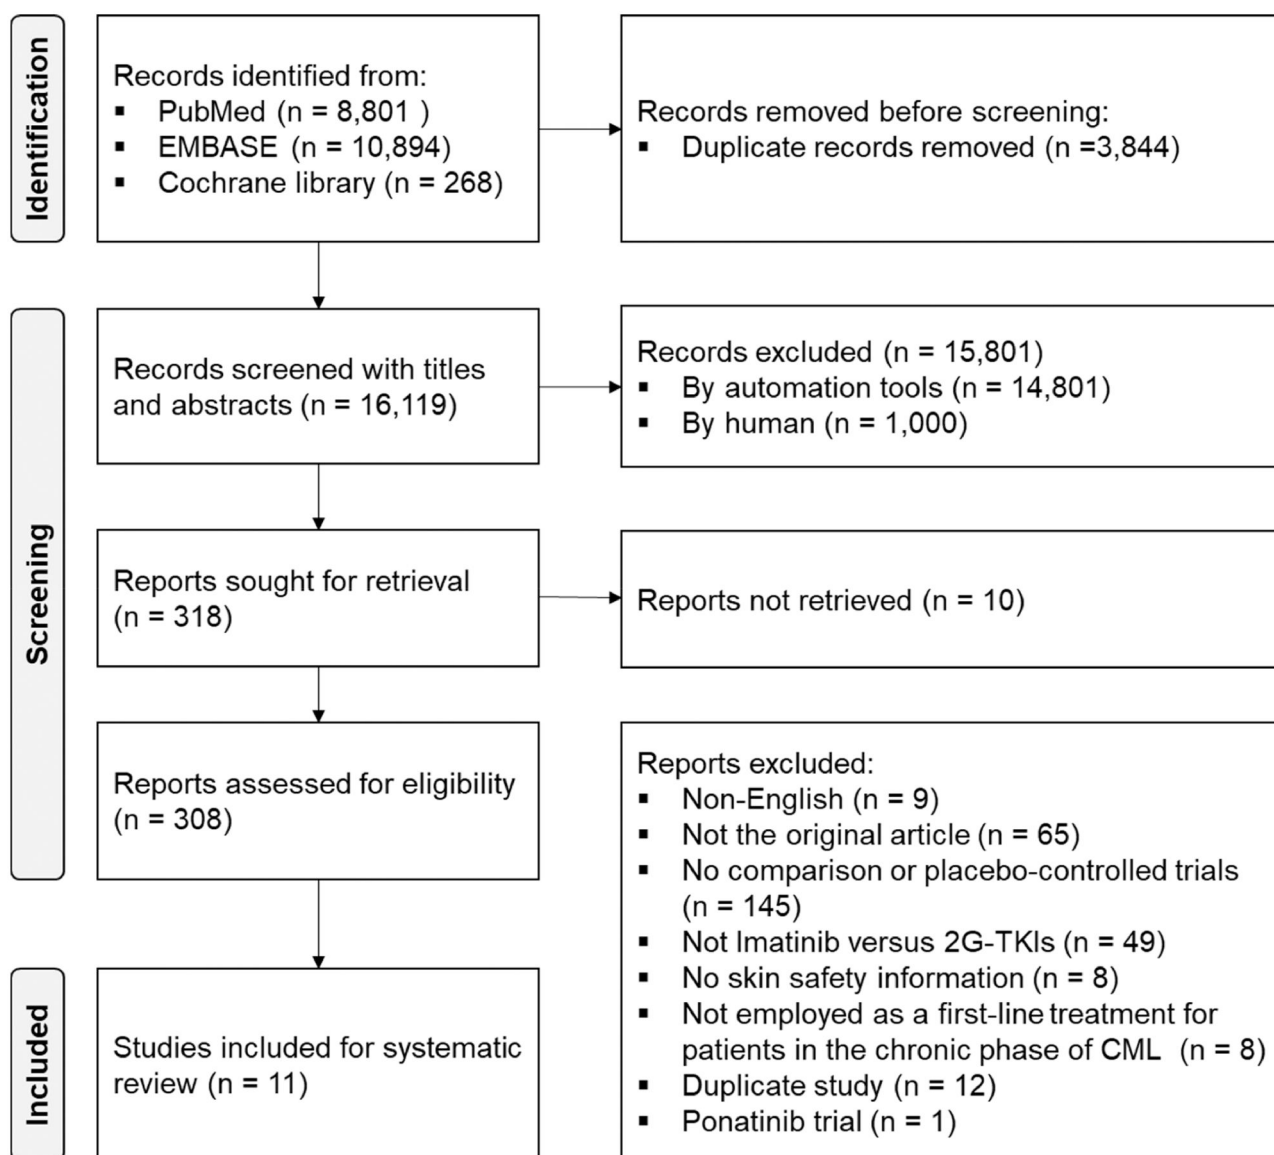 Identification
Records identified from:
▪ PubMed (n = 8,801 )
▪ EMBASE (n = 10,894)
▪ Cochrane library (n = 268)
Records removed before screening:
▪ Duplicate records removed (n =3,844)
Screening
Records screened with titles
and abstracts (n = 16,119)
Records excluded (n = 15,801)
▪ By automation tools (n = 14,801)
▪ By human (n = 1,000)
Reports sought for retrieval
(n = 318)
Reports not retrieved (n = 10)
Reports assessed for eligibility
(n = 308)
Reports excluded:
▪ Non-English (n = 9)
▪ Not the original article (n = 65)
▪ No comparison or placebo-controlled trials
(n = 145)
▪ Not Imatinib versus 2G-TKIs (n = 49)
▪ No skin safety information (n = 8)
▪ Not employed as a first-line treatment for
patients in the chronic phase of CML (n = 8)
▪ Duplicate study (n = 12)
▪ Ponatinib trial (n = 1)
Included
Studies included for systematic
review (n = 11)